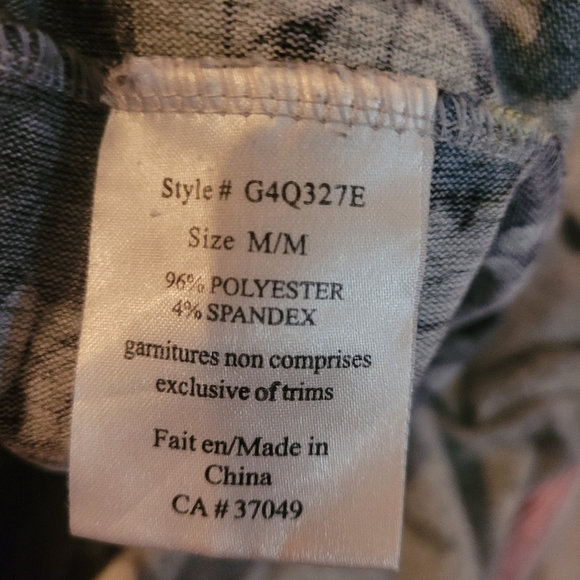 Style # G4Q327E
Size M/M
96% POLYESTER
4% SPANDEX
garnitures non comprises
exclusive of trims
Fait en/Made in
China
CA # 37049